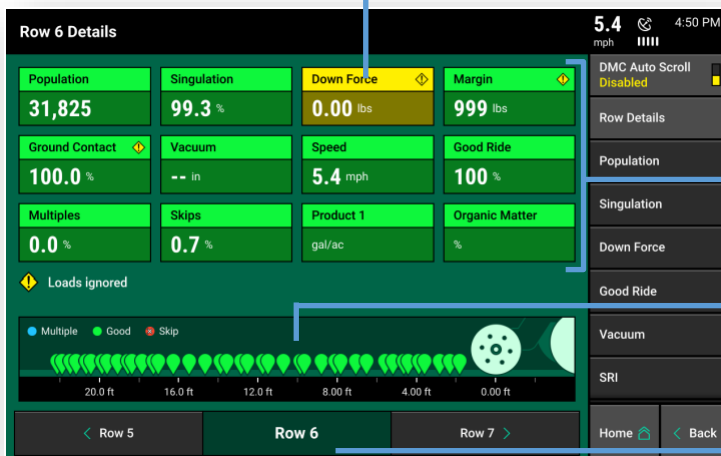 Row 6 Details
5.4 mph
4:50 PM
Population
31,825
Singulation
99.3 %
Down Force
0.00 lbs
Margin
999 lbs
Ground Contact
100.0 %
Vacuum
-- in
Speed
5.4 mph
Good Ride
100 %
Multiples
0.0 %
Skips
0.7 %
Product 1
gal/ac
Organic Matter
%
Loads ignored
Multiple Good Skip
20.0 ft 16.0 ft 12.0 ft 8.00 ft 4.00 ft 0.00 ft
< Row 5
Row 6
Row 7 >
DMC Auto Scroll
Disabled
Row Details
Population
Singulation
Down Force
Good Ride
Vacuum
SRI
Home
< Back